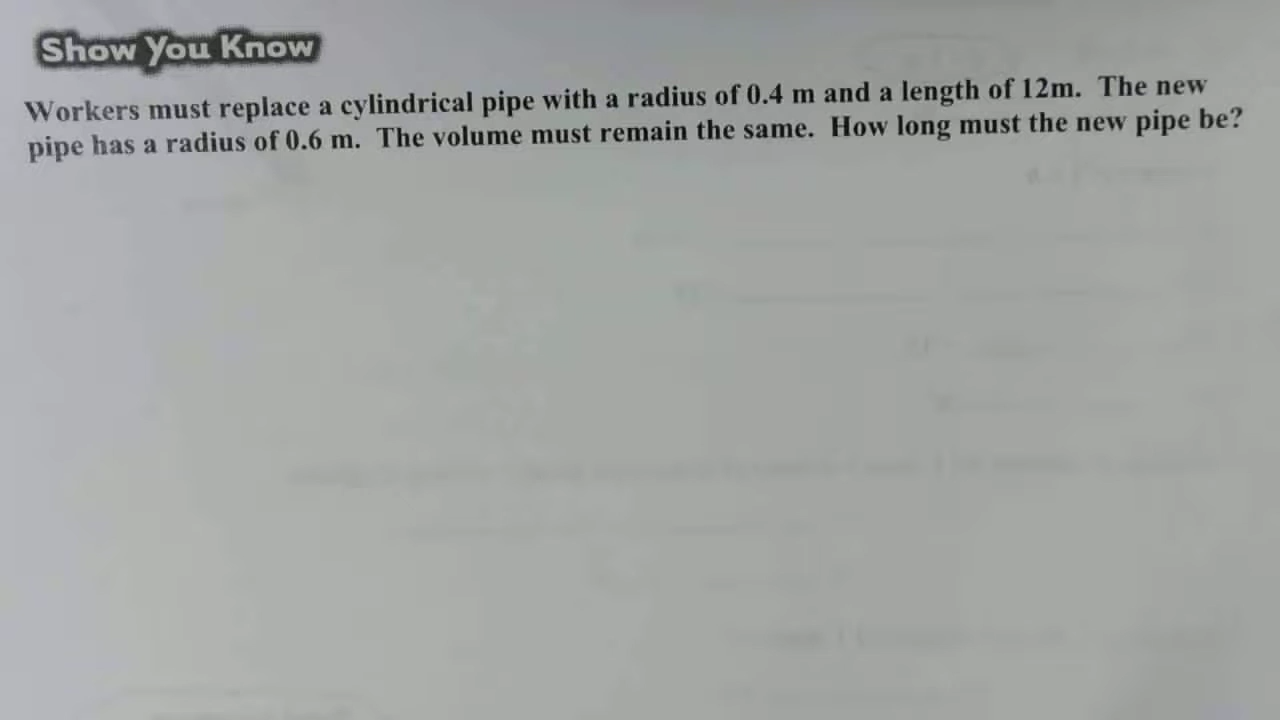 Show You Know
Workers must replace a cylindrical pipe with a radius of 0.4 m and a length of 12m. The new
pipe has a radius of 0.6 m. The volume must remain the same. How long must the new pipe be?